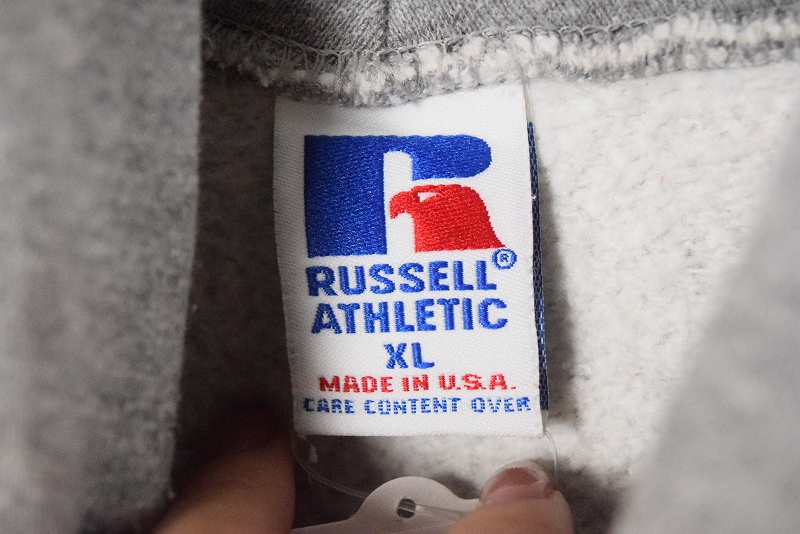 RUSSELL®
ATHLETIC
XL
MADE IN U.S.A.
CARE CONTENT OVER